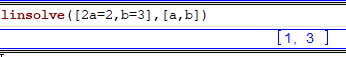 linsolve([2a=2,b=3],[a,b])
[1, 3 ]